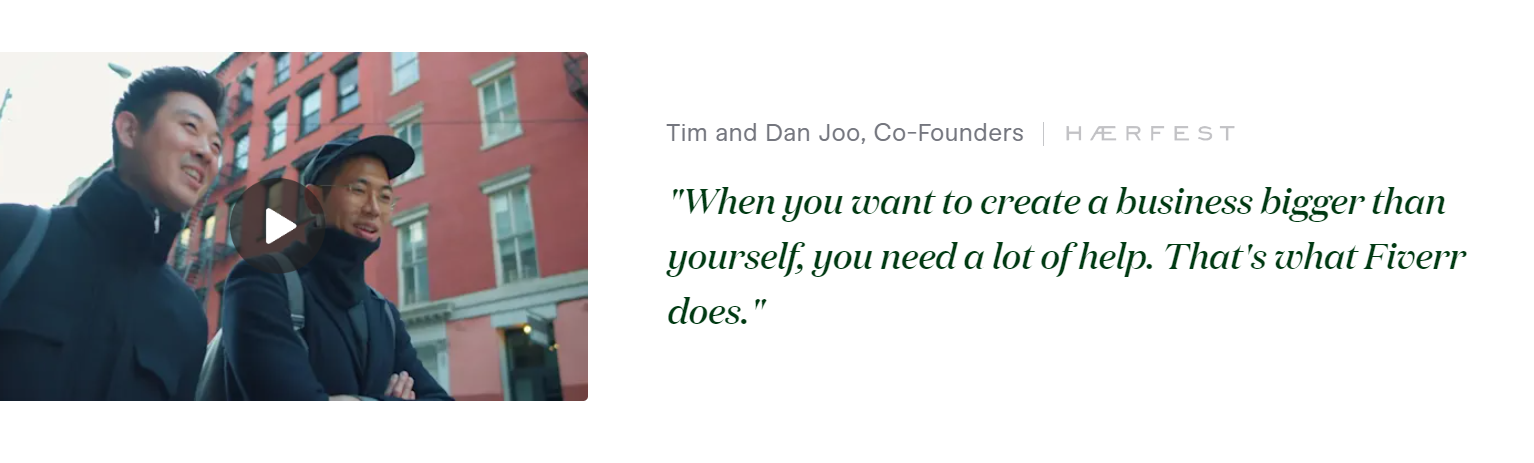 Tim and Dan Joo, Co-Founders | HÆRFEST
"When you want to create a business bigger than
yourself, you need a lot of help. That's what Fiverr
does."